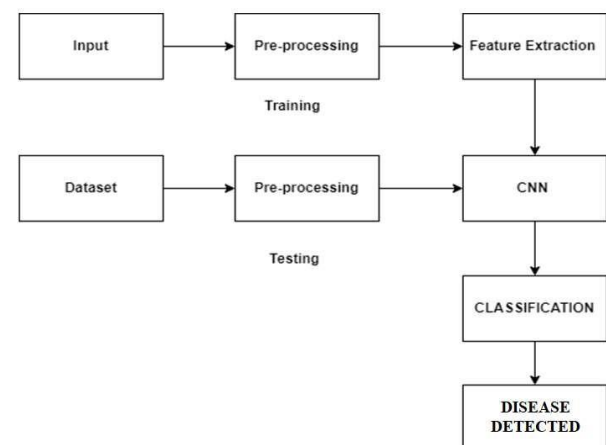 Input
Pre-processing
Feature Extraction
Training
Dataset
Pre-processing
CNN
Testing
CLASSIFICATION
DISEASE
DETECTED